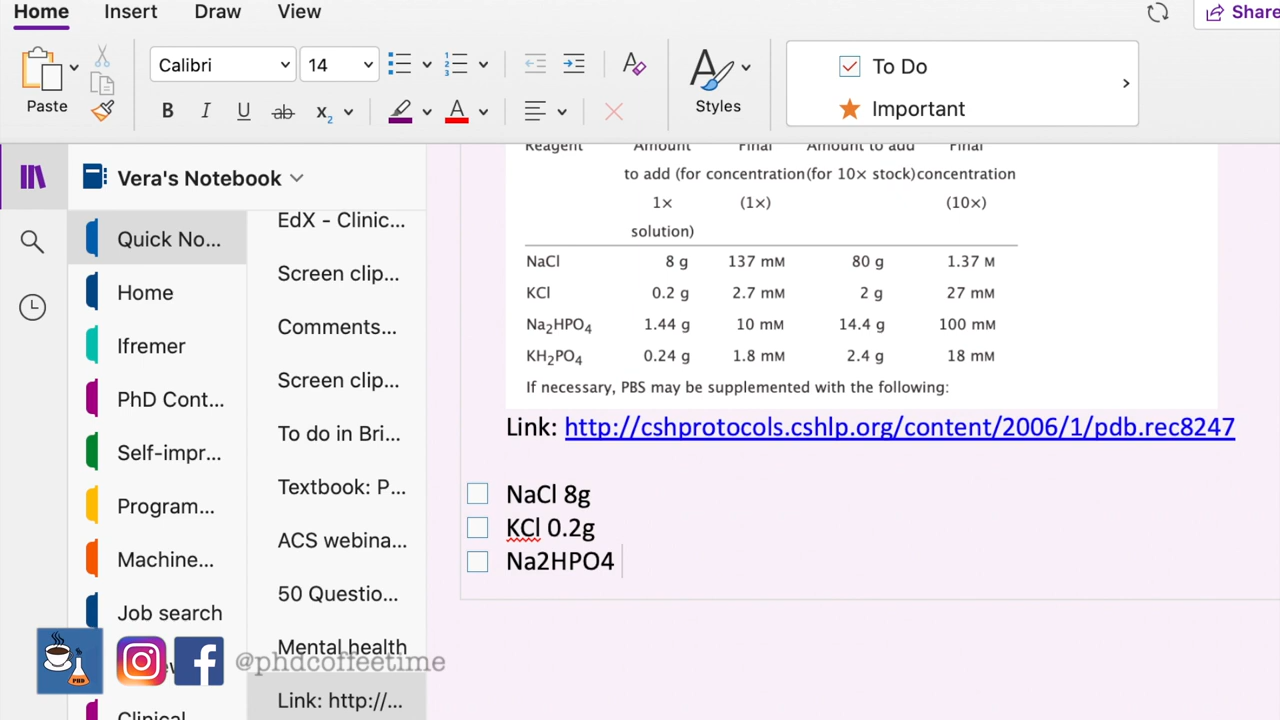 Home Insert Draw View
Share
Calibri 14
Paste
B I U ab x2 A
Styles
To Do
Important
Vera's Notebook
Quick No...
Home
Ifremer
PhD Cont...
Self-impr...
Program...
Machine...
Job search
Clinical
EdX - Clinic...
Screen clip...
Comments...
Screen clip...
To do in Bri...
Textbook: P...
ACS webina...
50 Questio...
Mental health
Link: http://...
Reagent Amount Final Amount to add Final
to add (for concentration (for 10× stock) concentration
1× (1×) (10×)
solution)
NaCl 8 g 137 mM 80 g 1.37 M
KCl 0.2 g 2.7 mM 2 g 27 mM
Na2HPO4 1.44 g 10 mM 14.4 g 100 mM
KH2PO4 0.24 g 1.8 mM 2.4 g 18 mM
If necessary, PBS may be supplemented with the following:
Link: http://cshprotocols.cshlp.org/content/2006/1/pdb.rec8247
NaCl 8g
KCl 0.2g
Na2HPO4
PHD
@phdcoffeetime